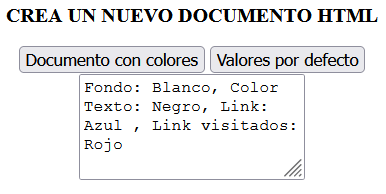 CREA UN NUEVO DOCUMENTO HTML
Documento con colores Valores por defecto
Fondo: Blanco, Color
Texto: Negro, Link:
Azul , Link visitados:
Rojo